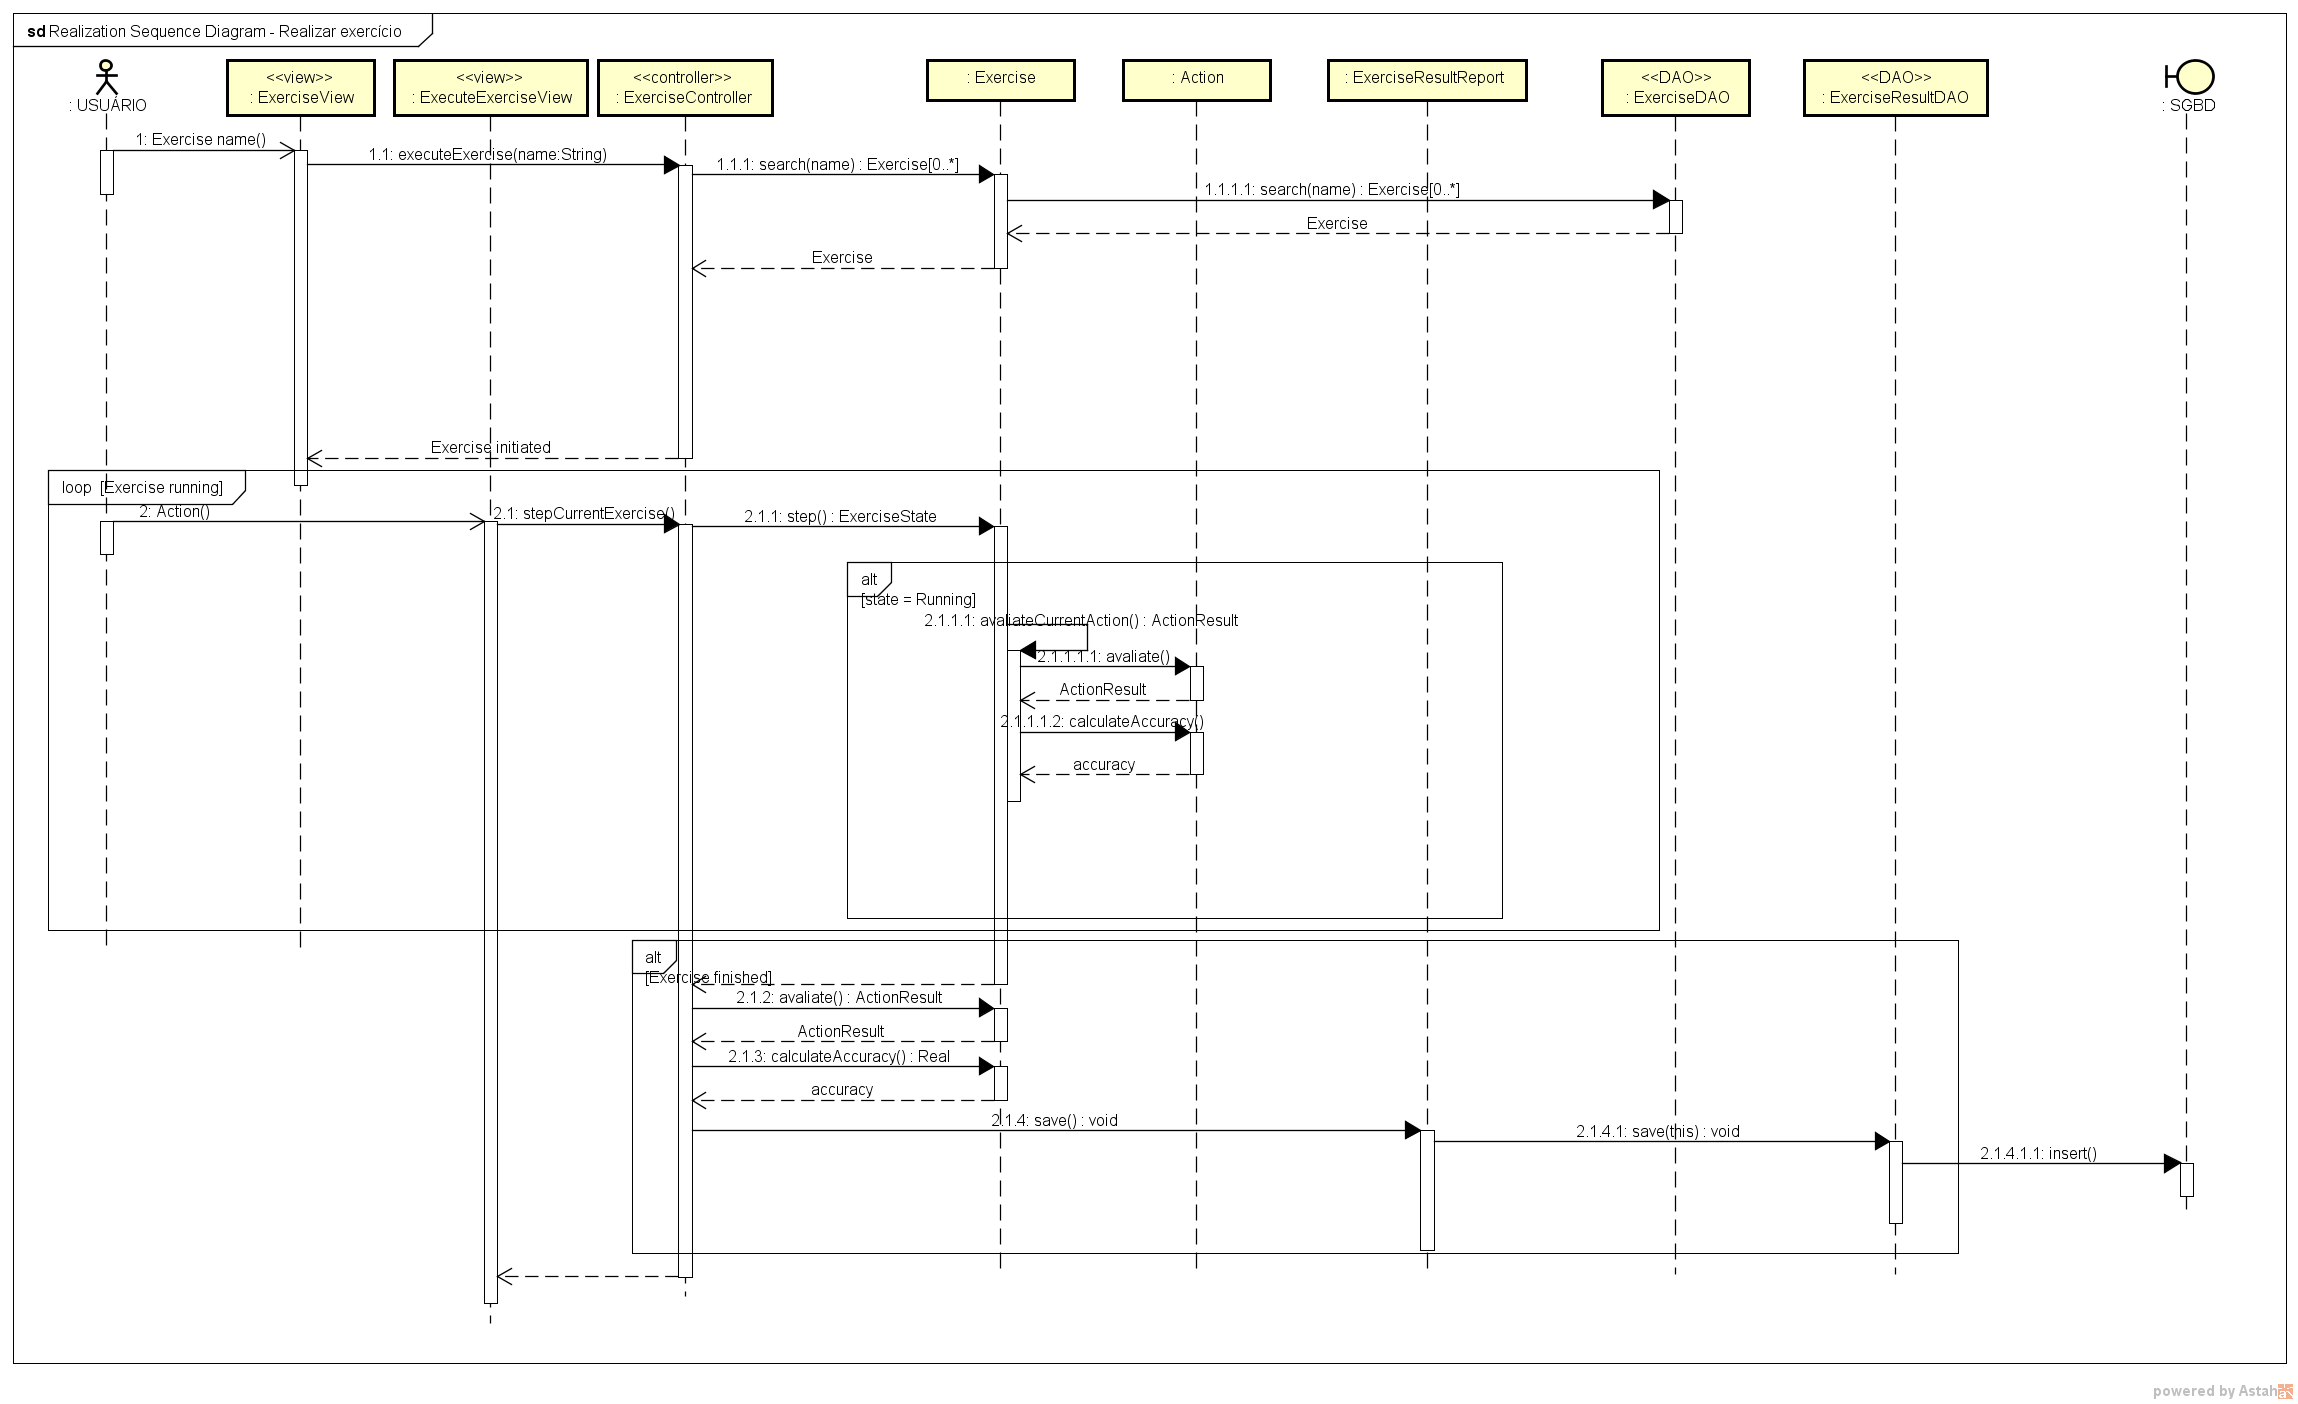 sd Realization Sequence Diagram - Realizar exercício
: USUÁRIO
<<view>>
: ExerciseView
<<view>>
: ExecuteExerciseView
<<controller>>
: ExerciseController
: Exercise
: Action
: ExerciseResultReport
<<DAO>>
: ExerciseDAO
<<DAO>>
: ExerciseResultDAO
: SGBD
1: Exercise name()
1.1: executeExercise(name:String)
1.1.1: search(name) : Exercise[0..*]
1.1.1.1: search(name) : Exercise[0..*]
Exercise
Exercise
Exercise initiated
loop [Exercise running]
2: Action()
2.1: stepCurrentExercise()
2.1.1: step() : ExerciseState
alt
[state = Running]
2.1.1.1: avaliateCurrentAction() : ActionResult
2.1.1.1.1: avaliate()
ActionResult
2.1.1.1.2: calculateAccuracy()
accuracy
alt
[Exercise finished]
2.1.2: avaliate() : ActionResult
ActionResult
2.1.3: calculateAccuracy() : Real
accuracy
2.1.4: save() : void
2.1.4.1: save(this) : void
2.1.4.1.1: insert()
powered by Astah